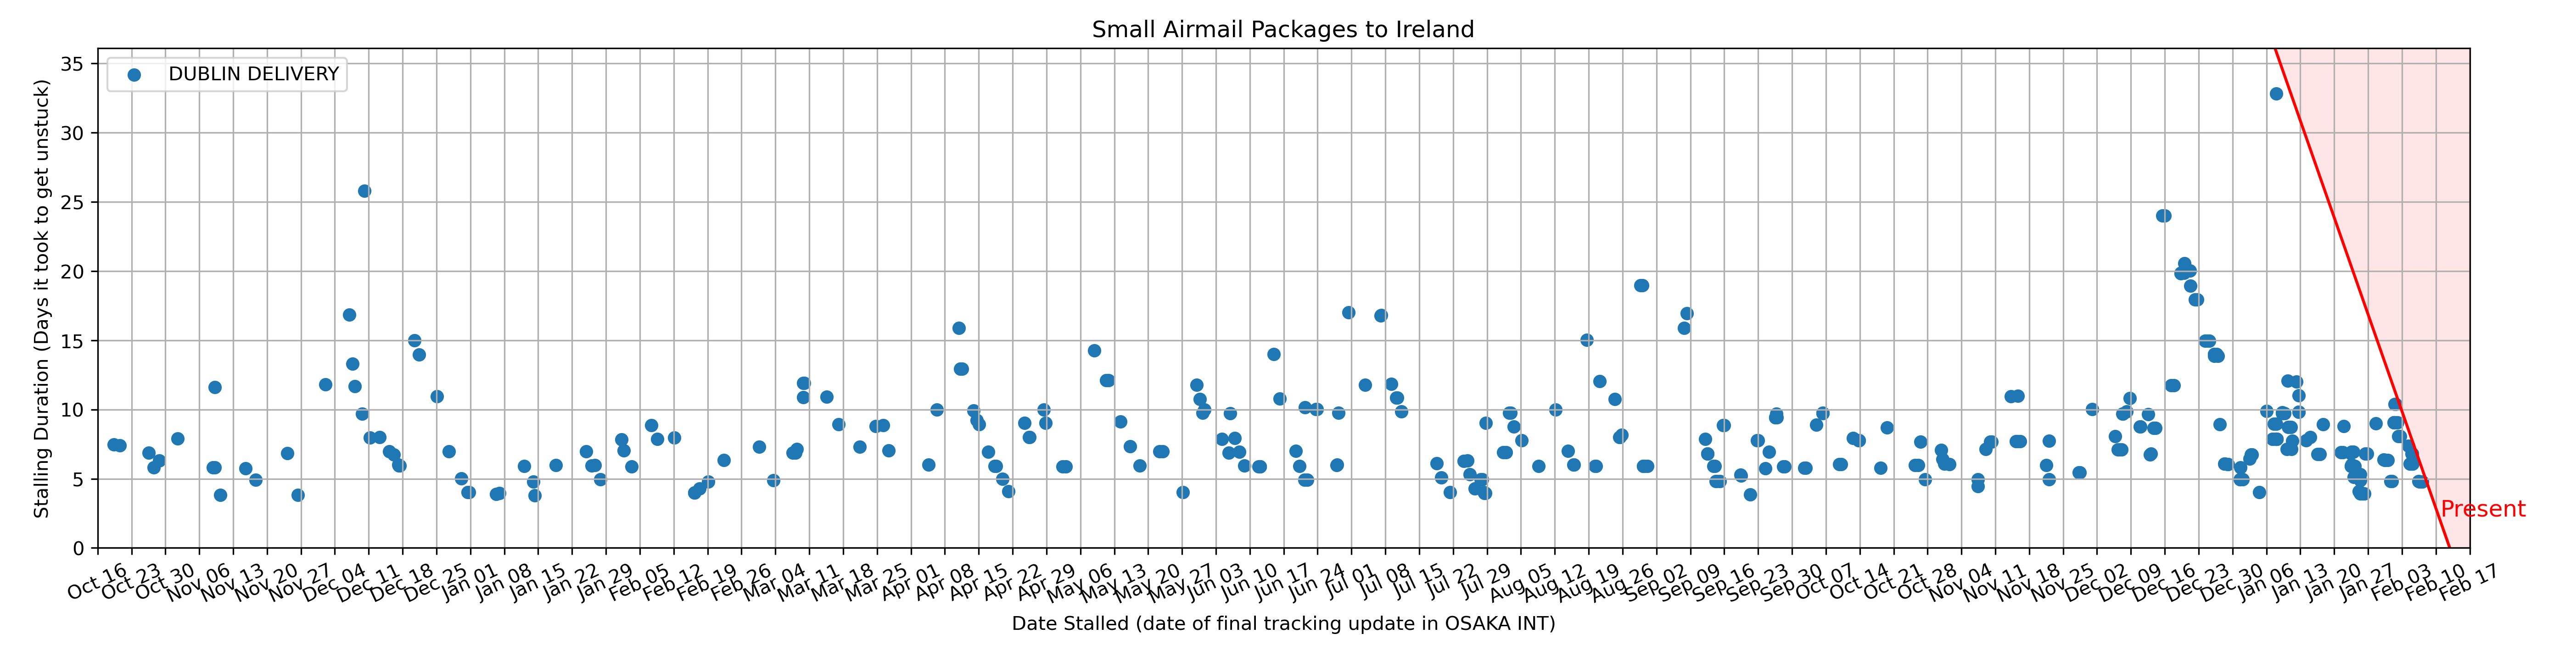 Small Airmail Packages to Ireland
DUBLIN DELIVERY
Stalling Duration (Days it took to get unstuck)
35
30
25
20
15
10
5
0
Present
Oct 16 Oct 23 Oct 30 Nov 06 Nov 13 Nov 20 Nov 27 Dec 04 Dec 11 Dec 18 Dec 25 Jan 01 Jan 08 Jan 15 Jan 22 Jan 29 Feb 05 Feb 12 Feb 19 Feb 26 Mar 04 Mar 11 Mar 18 Mar 25 Apr 01 Apr 08 Apr 15 Apr 22 Apr 29 May 06 May 13 May 20 May 27 Jun 03 Jun 10 Jun 17 Jun 24 Jul 01 Jul 08 Jul 15 Jul 22 Jul 29 Aug 05 Aug 12 Aug 19 Aug 26 Sep 02 Sep 09 Sep 16 Sep 23 Sep 30 Oct 07 Oct 14 Oct 21 Oct 28 Nov 04 Nov 11 Nov 18 Nov 25 Dec 02 Dec 09 Dec 16 Dec 23 Dec 30 Jan 06 Jan 13 Jan 20 Jan 27 Feb 03 Feb 10 Feb 17
Date Stalled (date of final tracking update in OSAKA INT)